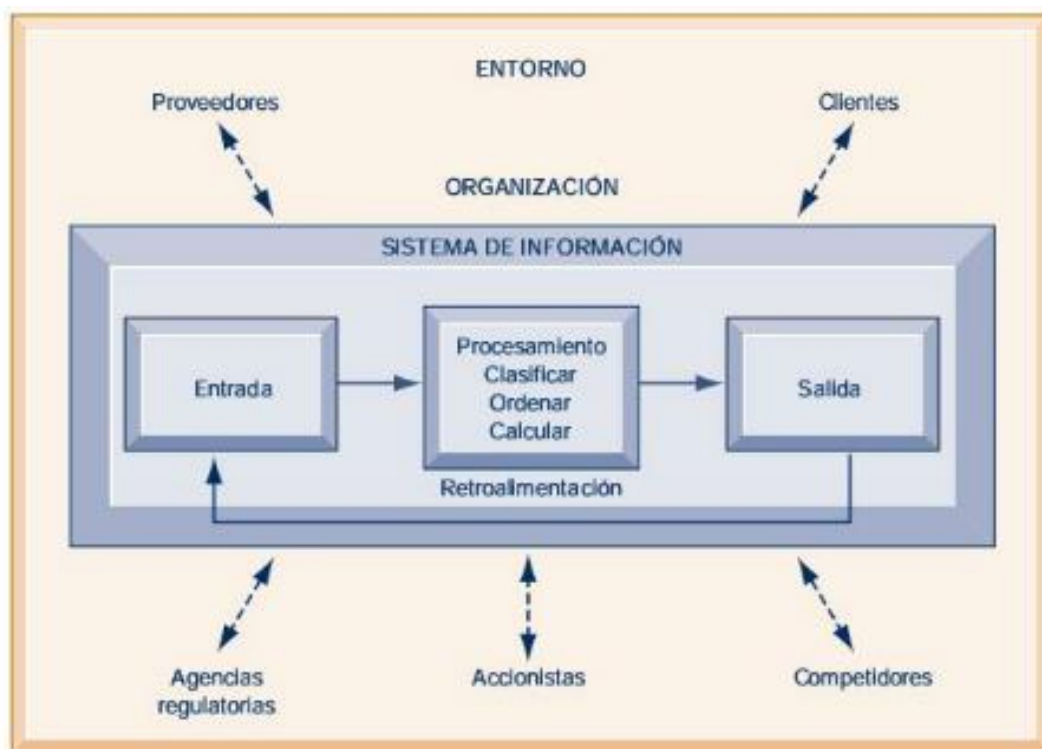 ENTORNO
Proveedores
Clientes
ORGANIZACIÓN
SISTEMA DE INFORMACIÓN
Entrada
Procesamiento
Clasificar
Ordenar
Calcular
Salida
Retroalimentación
Agencias
regulatorias
Accionistas
Competidores